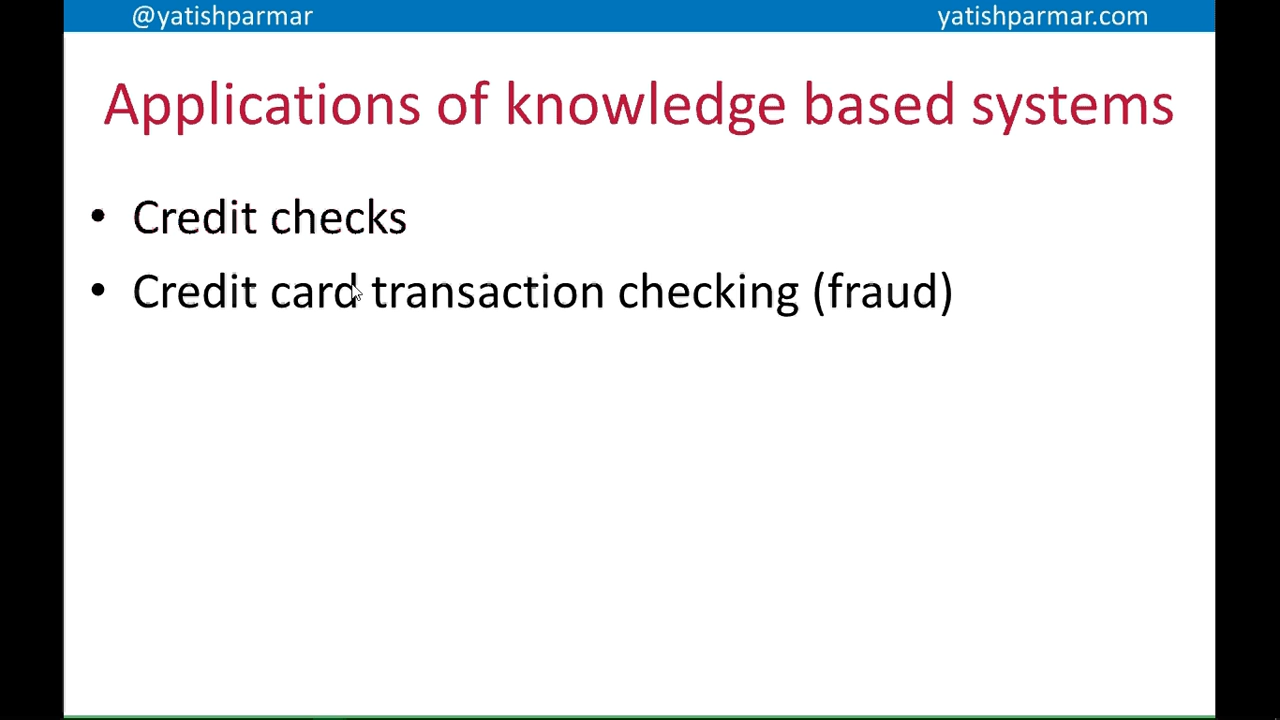 @yatishparmar yatishparmar.com
Applications of knowledge based systems
• Credit checks
• Credit card transaction checking (fraud)